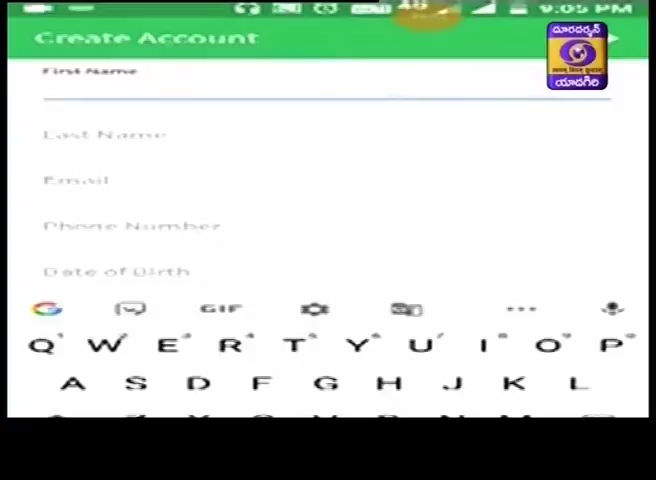 9:05 PM
Create Account
దూరదర్శన్
యాదగిరి
First Name
Last Name
Email
Phone Number
Date of Birth
GIF
Q W E R T Y U I O P
A S D F G H J K L